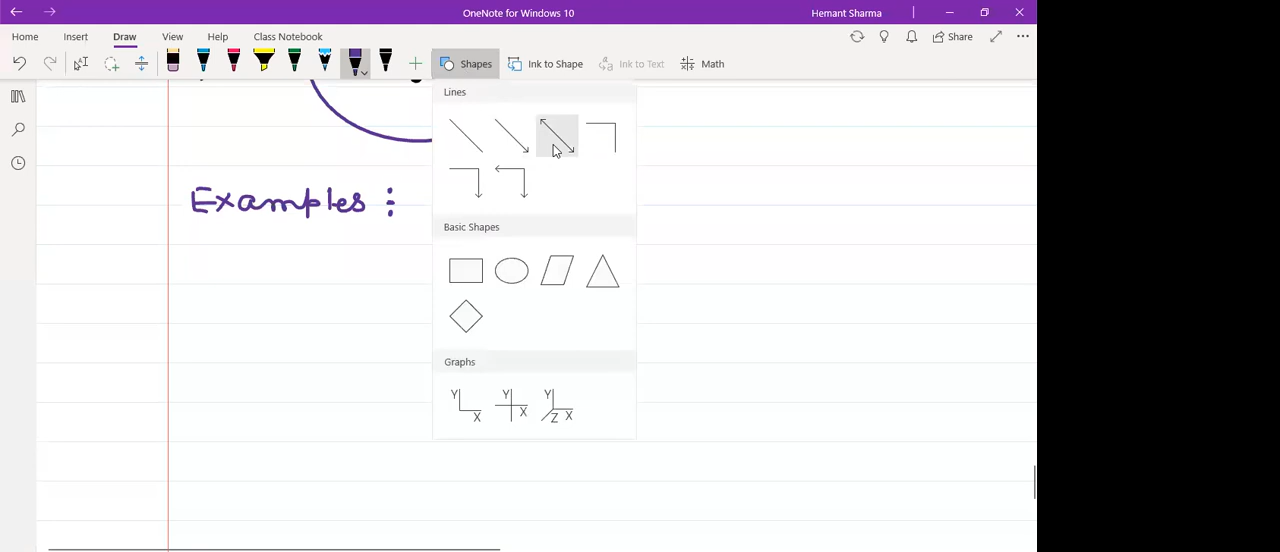 OneNote for Windows 10
Hemant Sharma
Home Insert Draw View Help Class Notebook
Share
Shapes Ink to Shape Ink to Text Math
Lines
Examples :
Basic Shapes
Graphs
Y X Y X Y Z X